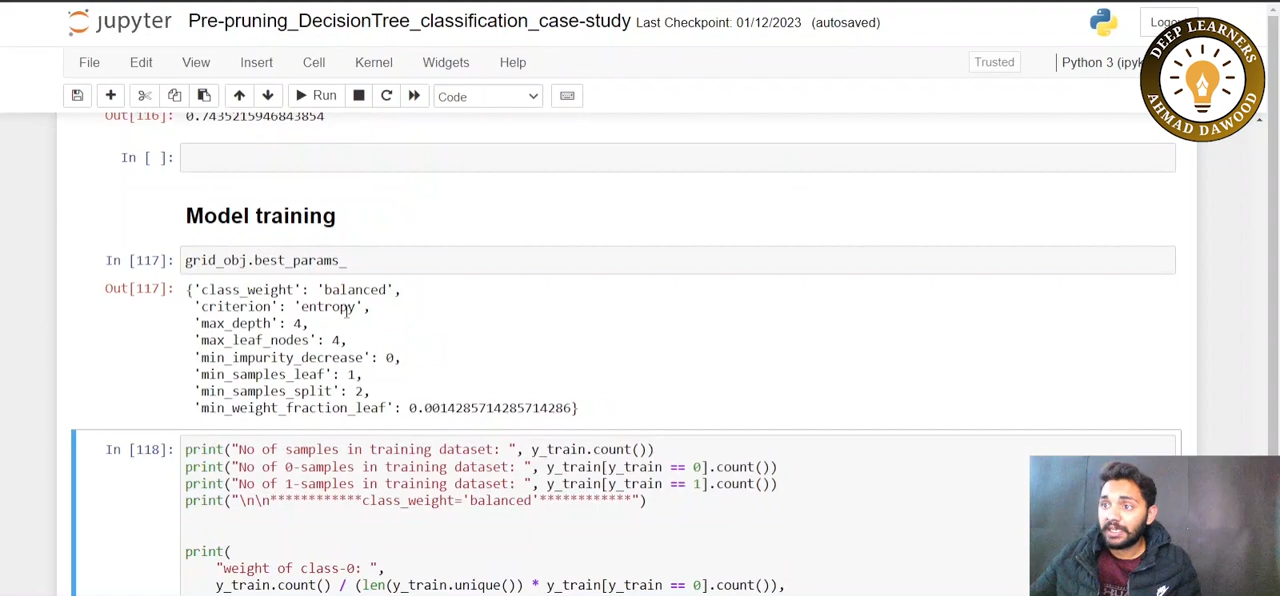 jupyter Pre-pruning_DecisionTree_classification_case-study Last Checkpoint: 01/12/2023 (autosaved)
DEEP LEARNERS
AHMAD DAWOOD
File Edit View Insert Cell Kernel Widgets Help Trusted Python 3
Run Code
Out[116]: 0.7435215946843854
In [ ]:
Model training
In [117]: grid_obj.best_params_
Out[117]: {'class_weight': 'balanced',
'criterion': 'entropy',
'max_depth': 4,
'max_leaf_nodes': 4,
'min_impurity_decrease': 0,
'min_samples_leaf': 1,
'min_samples_split': 2,
'min_weight_fraction_leaf': 0.0014285714285714286}
In [118]: print("No of samples in training dataset: ", y_train.count())
print("No of 0-samples in training dataset: ", y_train[y_train == 0].count())
print("No of 1-samples in training dataset: ", y_train[y_train == 1].count())
print("\n\n************class_weight='balanced'************")
print(
"weight of class-0: ",
y_train.count() / (len(y_train.unique()) * y_train[y_train == 0].count()),